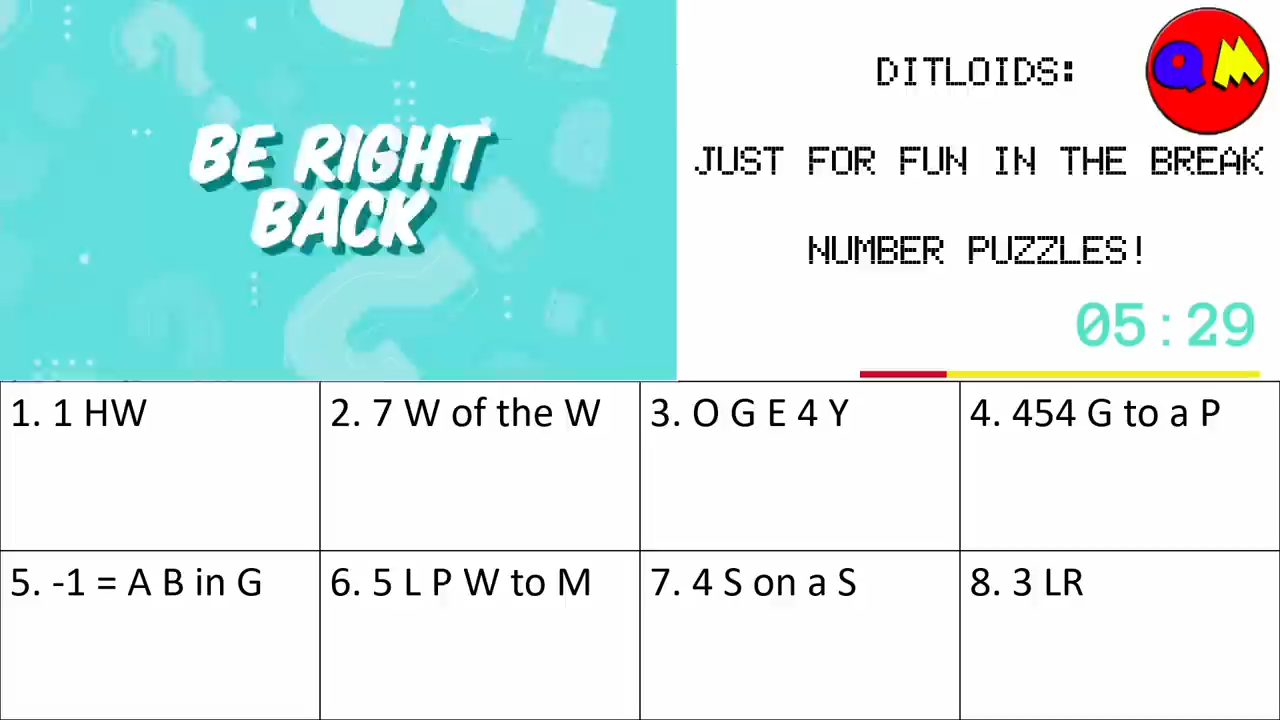 BE RIGHT
BACK
DITLOIDS:
QM
JUST FOR FUN IN THE BREAK
NUMBER PUZZLES!
05:29
1. 1 HW
2. 7 W of the W
3. O G E 4 Y
4. 454 G to a P
5. -1 = A B in G
6. 5 L P W to M
7. 4 S on a S
8. 3 LR